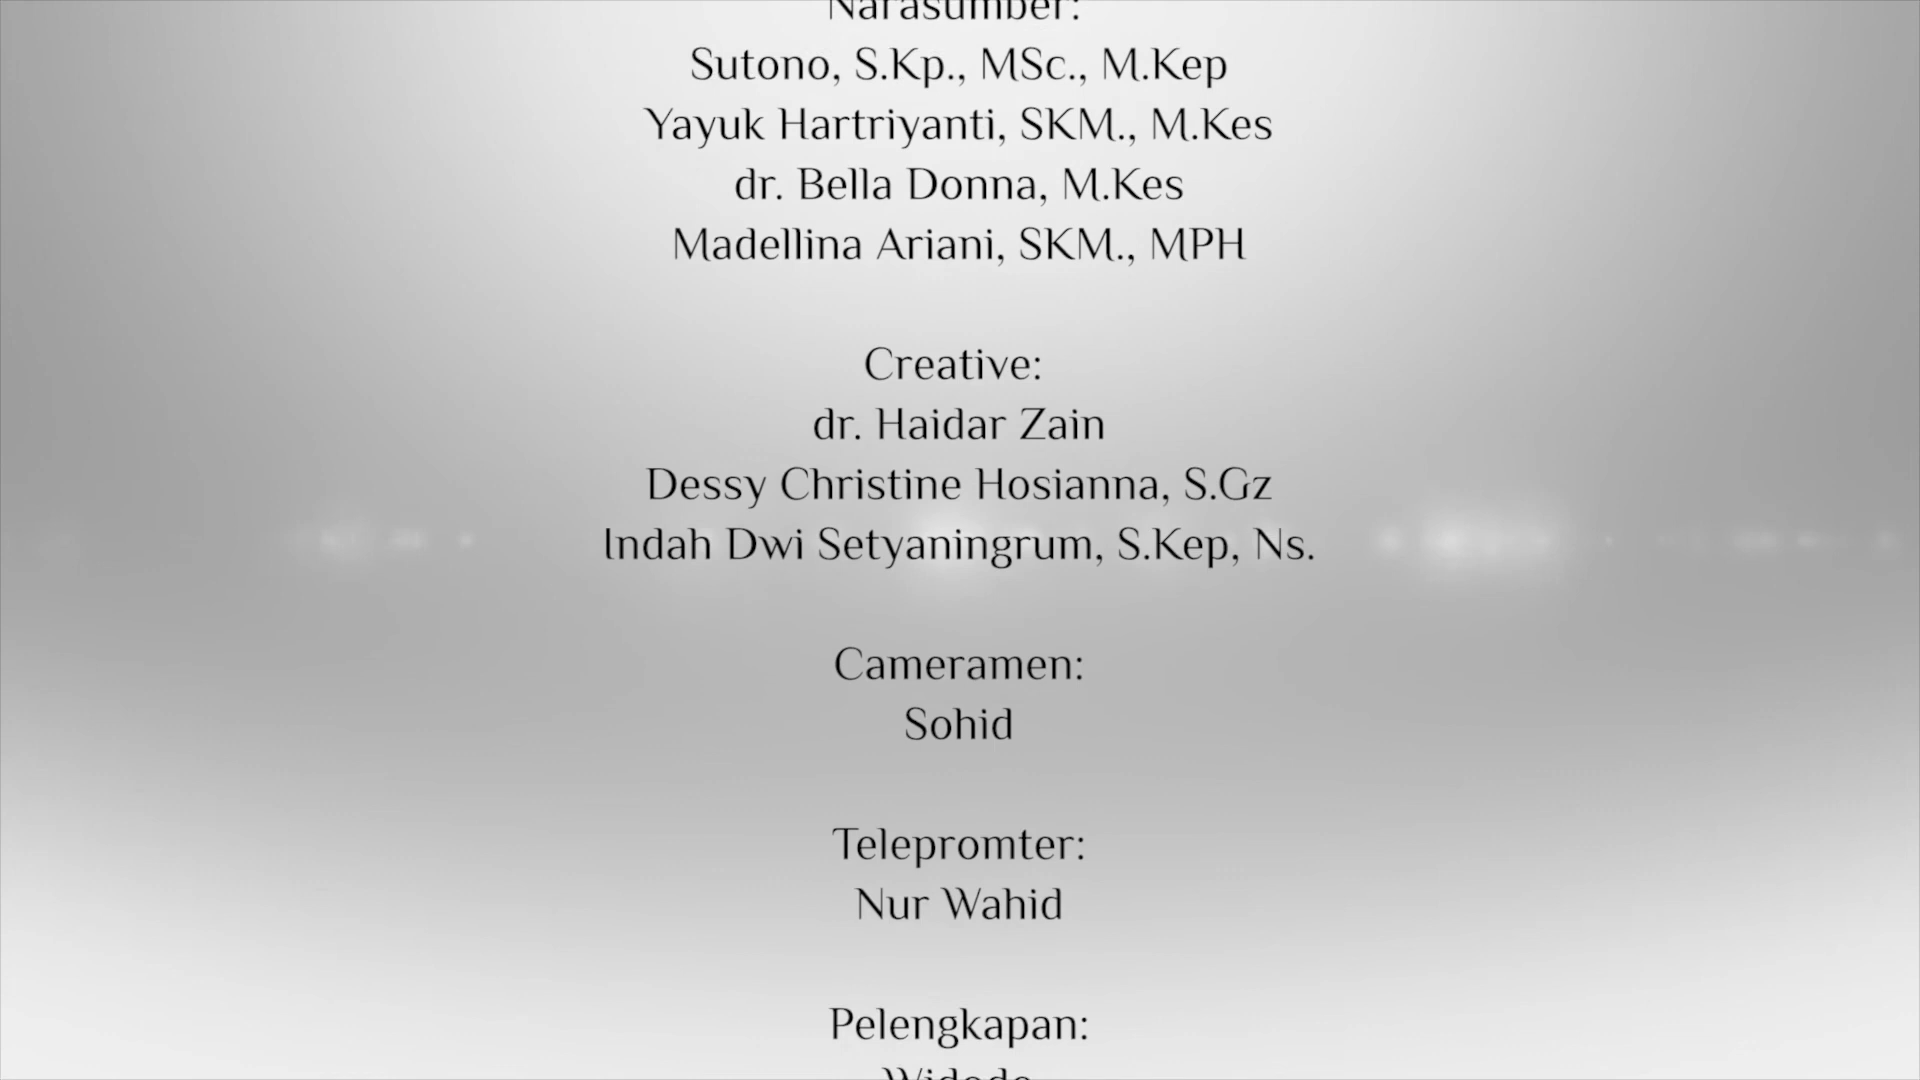 Narasumber:
Sutono, S.Kp., MSc., M.Kep
Yayuk Hartriyanti, SKM., M.Kes
dr. Bella Donna, M.Kes
Madellina Ariani, SKM., MPH
Creative:
dr. Haidar Zain
Dessy Christine Hosianna, S.Gz
Indah Dwi Setyaningrum, S.Kep, Ns.
Cameramen:
Sohid
Telepromter:
Nur Wahid
Pelengkapan: